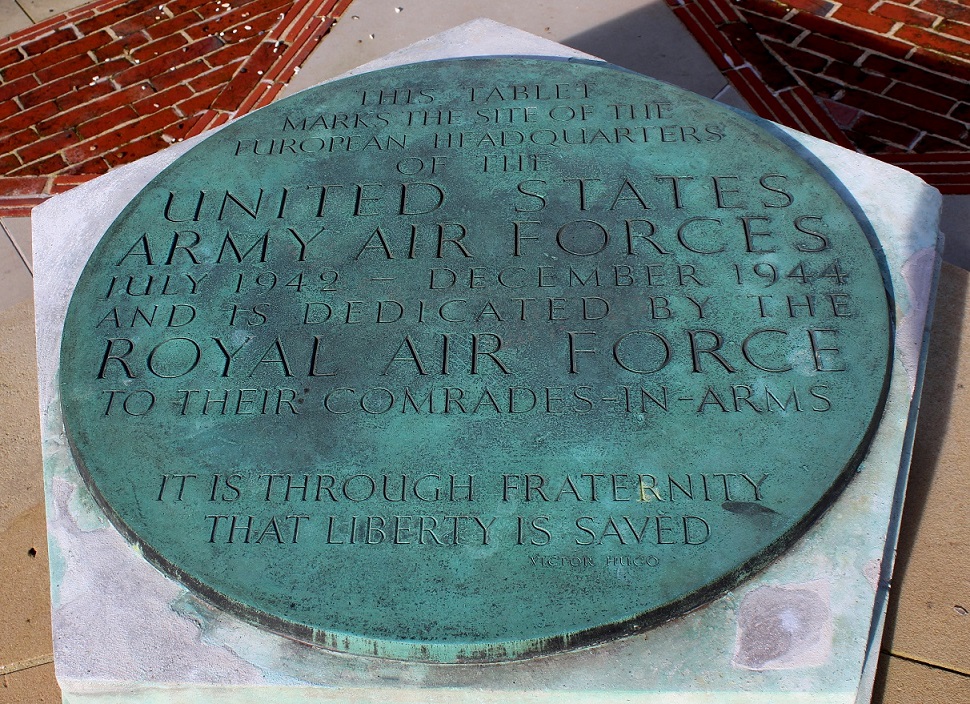 THIS TABLET
MARKS THE SITE OF THE
EUROPEAN HEADQUARTERS
OF THE
UNITED STATES
ARMY AIR FORCES
JULY 1942 – DECEMBER 1944
AND IS DEDICATED BY THE
ROYAL AIR FORCE
TO THEIR COMRADES-IN-ARMS
IT IS THROUGH FRATERNITY
THAT LIBERTY IS SAVED
VICTOR HUGO